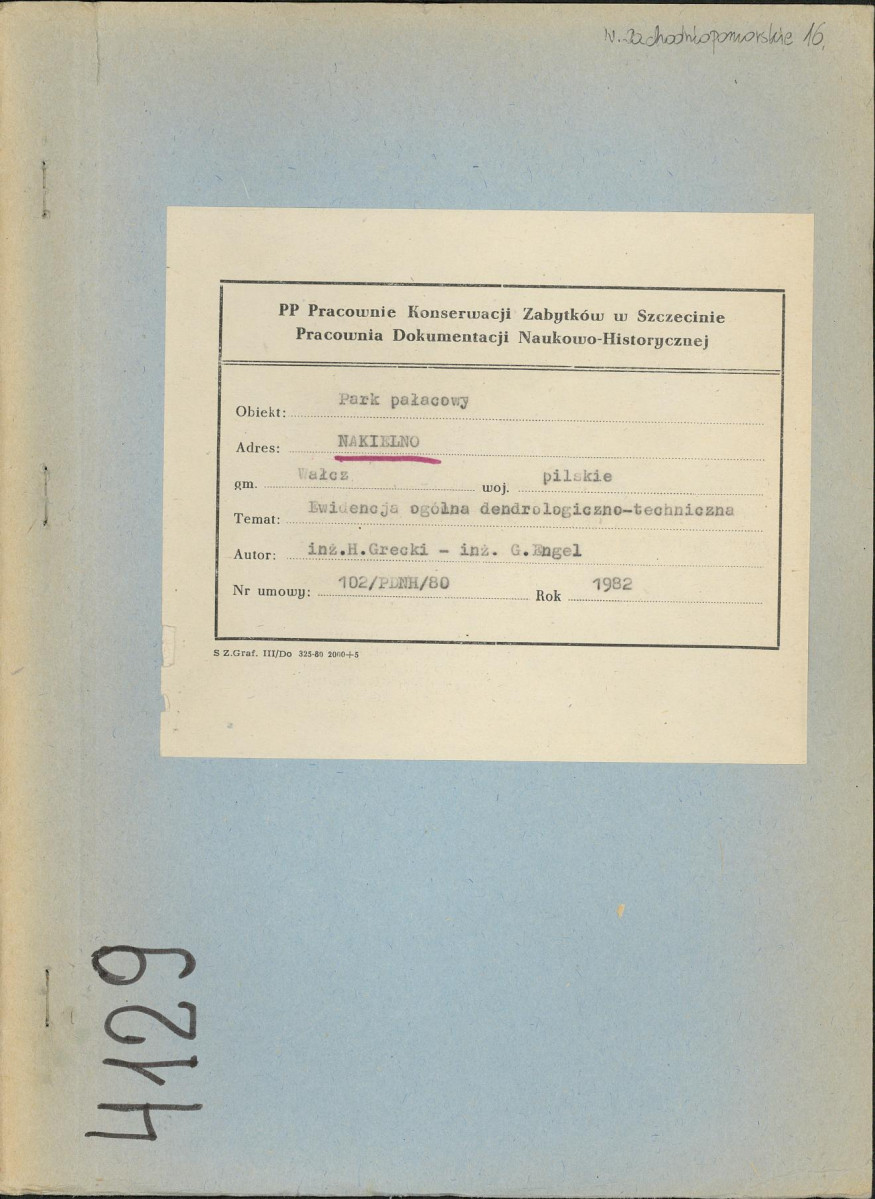 w. zachodniopomorskie 16.
PP Pracownie Konserwacji Zabytków w Szczecinie
Pracownia Dokumentacji Naukowo-Historycznej
Obiekt: Park pałacowy
Adres: NAKIELNO
gm. Wałcz woj. pilskie
Temat: Ewidencja ogólna dendrologiczno-techniczna
Autor: inż.H.Grecki - inż. G.Engel
Nr umowy: 102/PDNH/80 Rok 1982
S Z.Graf. III/Do 325-80 2000+5
4129